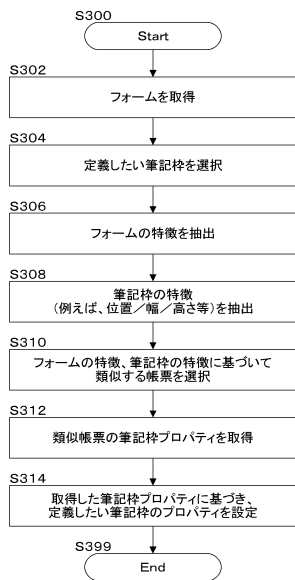 S300
Start
S302
フォームを取得
S304
定義したい筆記枠を選択
S306
フォームの特徴を抽出
S308
筆記枠の特徴
(例えば、位置／幅／高さ等)を抽出
S310
フォームの特徴、筆記枠の特徴に基づいて
類似する帳票を選択
S312
類似帳票の筆記枠プロパティを取得
S314
取得した筆記枠プロパティに基づき、
定義したい筆記枠のプロパティを設定
S399
End